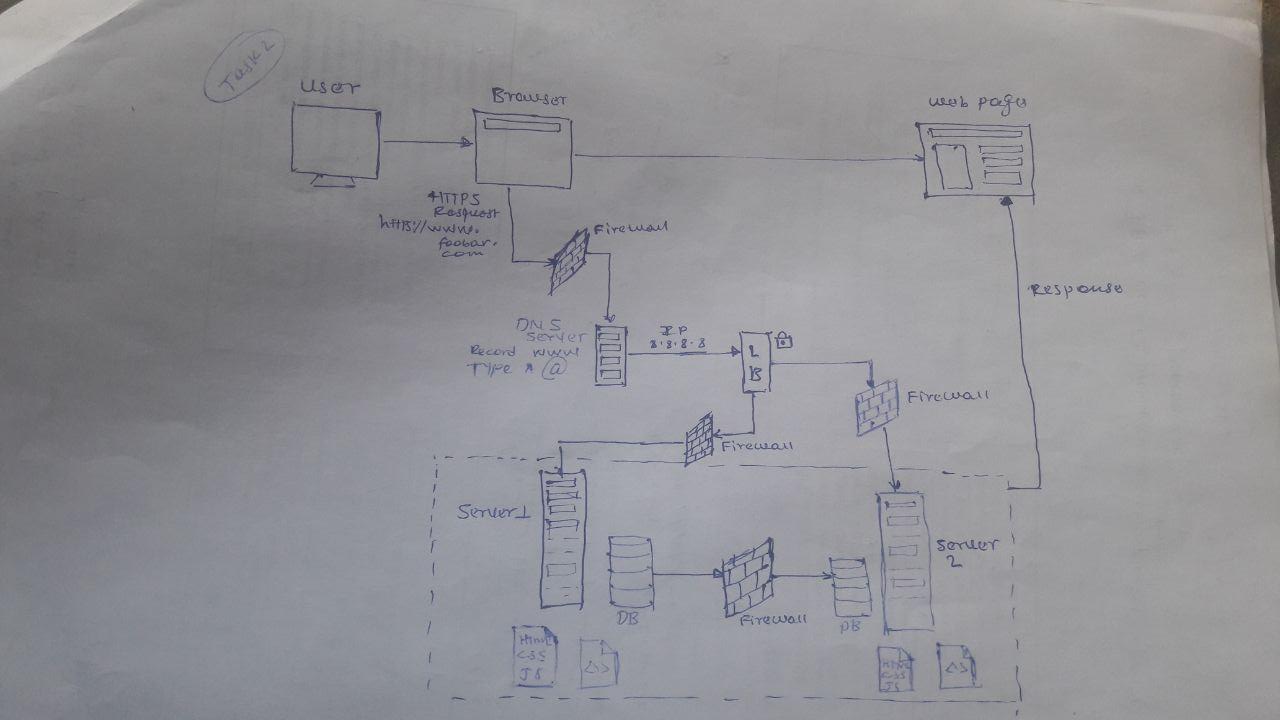 Task 2
User
Browser
web page
HTTPS
Request
https://www.
foobar.
com
Firewall
Response
DNS
Server
Record www
Type A @
IP
8.8.8.8
L
B
Firewall
Firewall
Server 1
Server
2
DB
Firewall
DB
HTML
CSS
JS
<>
HTML
CSS
JS
<>